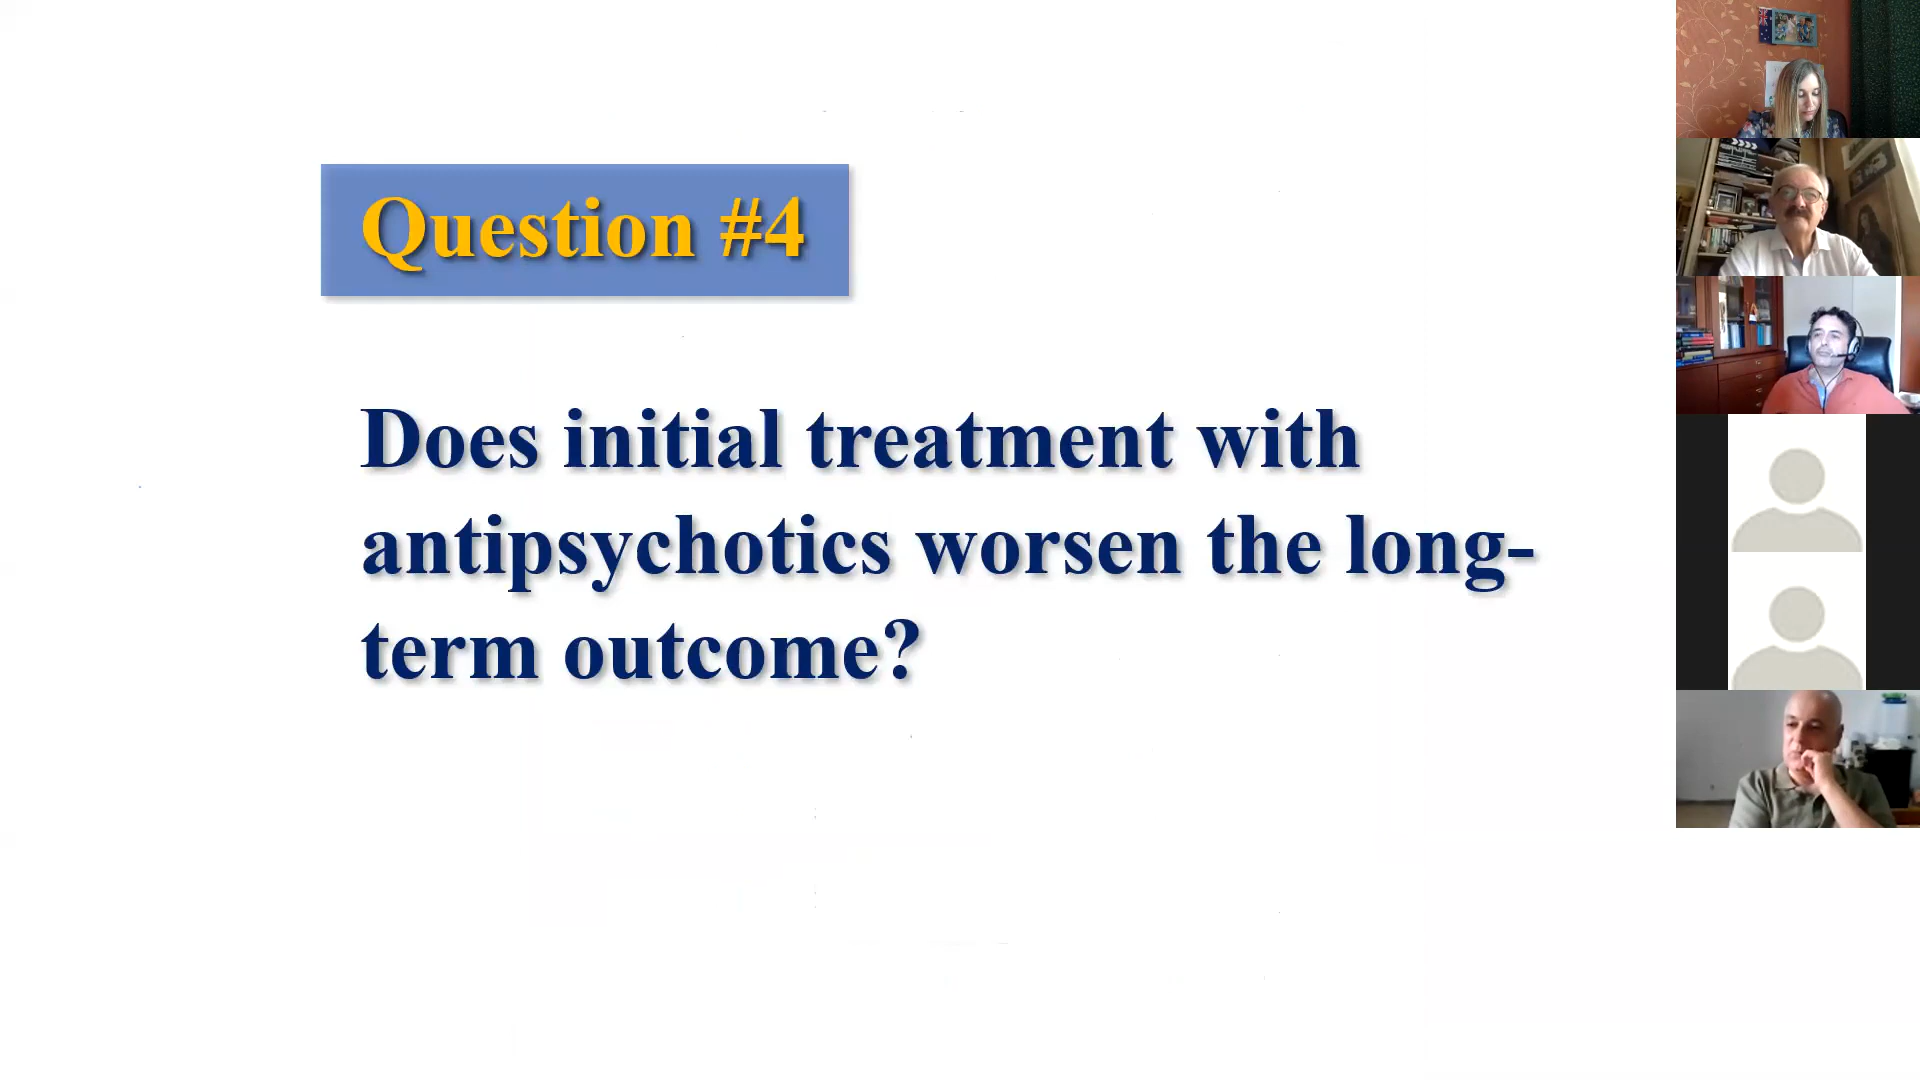 Question #4
Does initial treatment with
antipsychotics worsen the long-
term outcome?